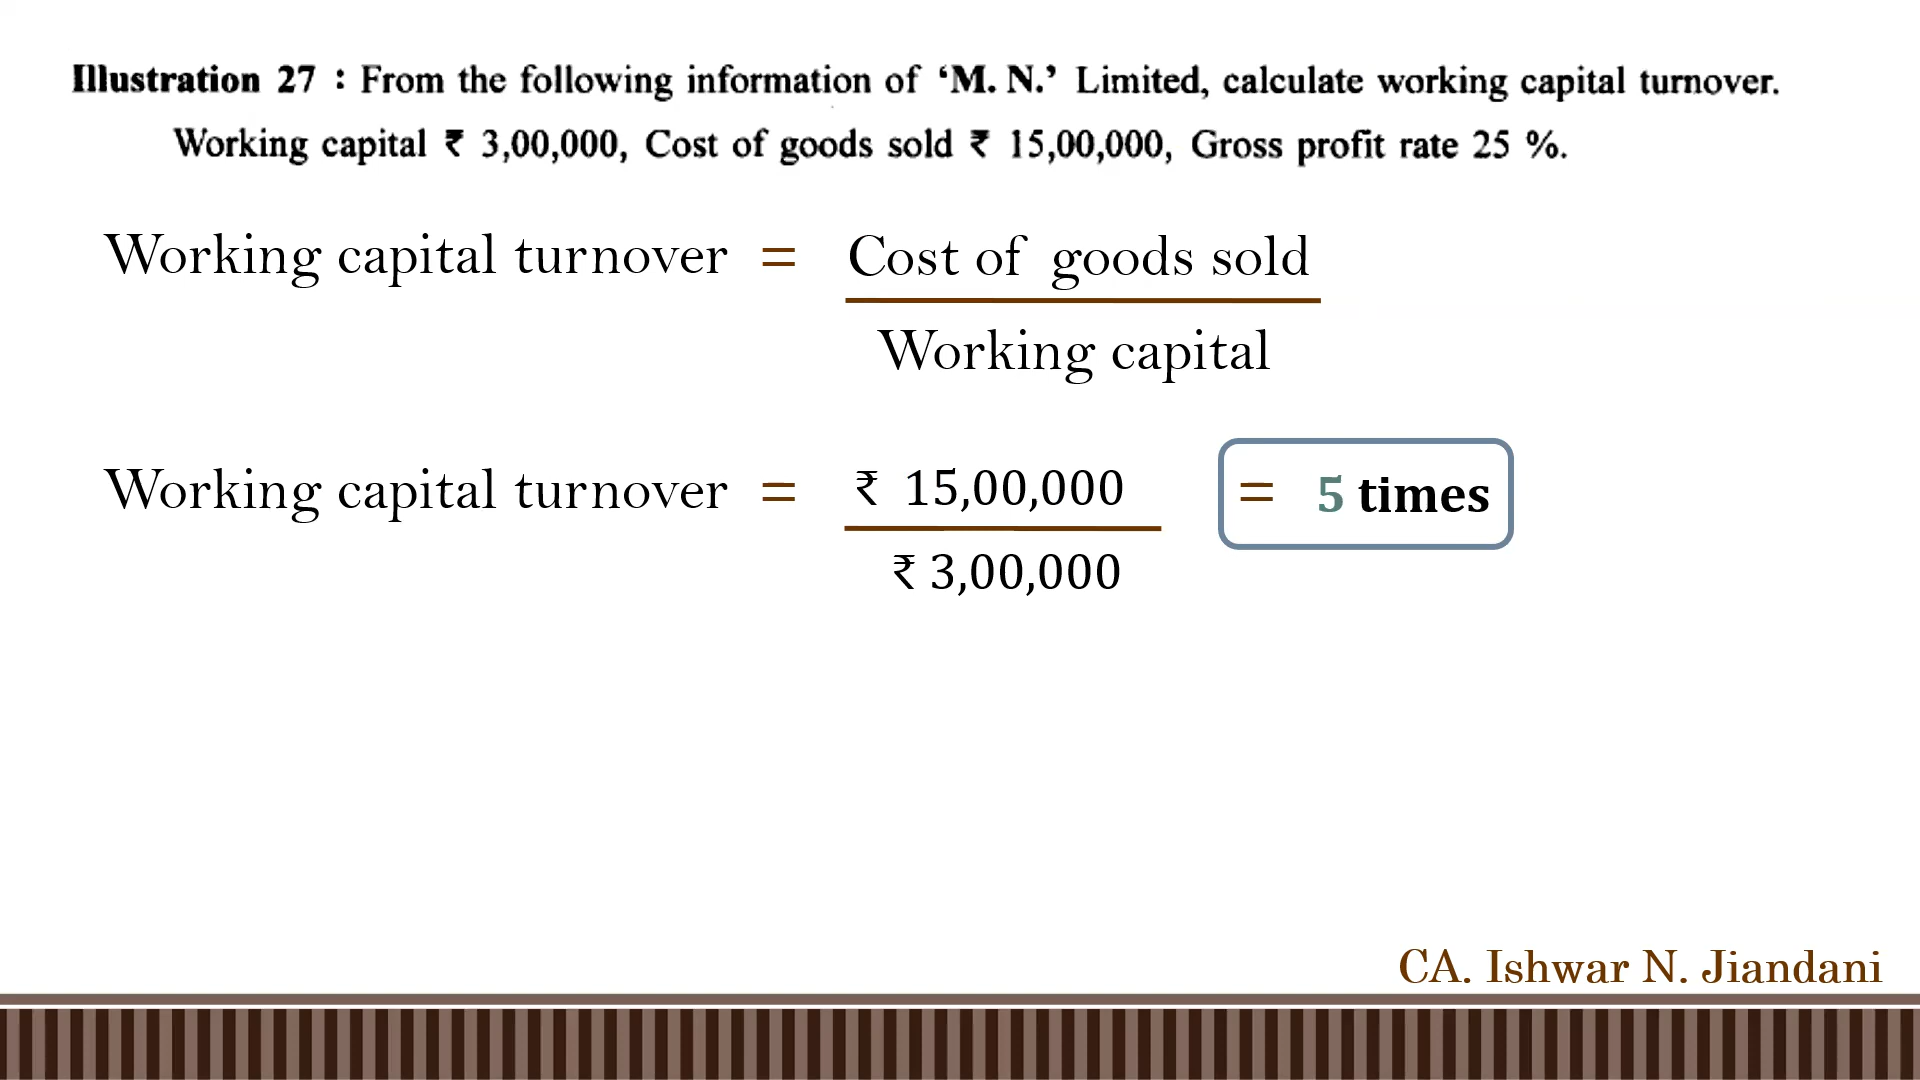 Illustration 27 : From the following information of ‘M. N.’ Limited, calculate working capital turnover.
Working capital ₹ 3,00,000, Cost of goods sold ₹ 15,00,000, Gross profit rate 25 %.
Working capital turnover = Cost of goods sold
Working capital
Working capital turnover = ₹ 15,00,000 = 5 times
₹ 3,00,000
CA. Ishwar N. Jiandani